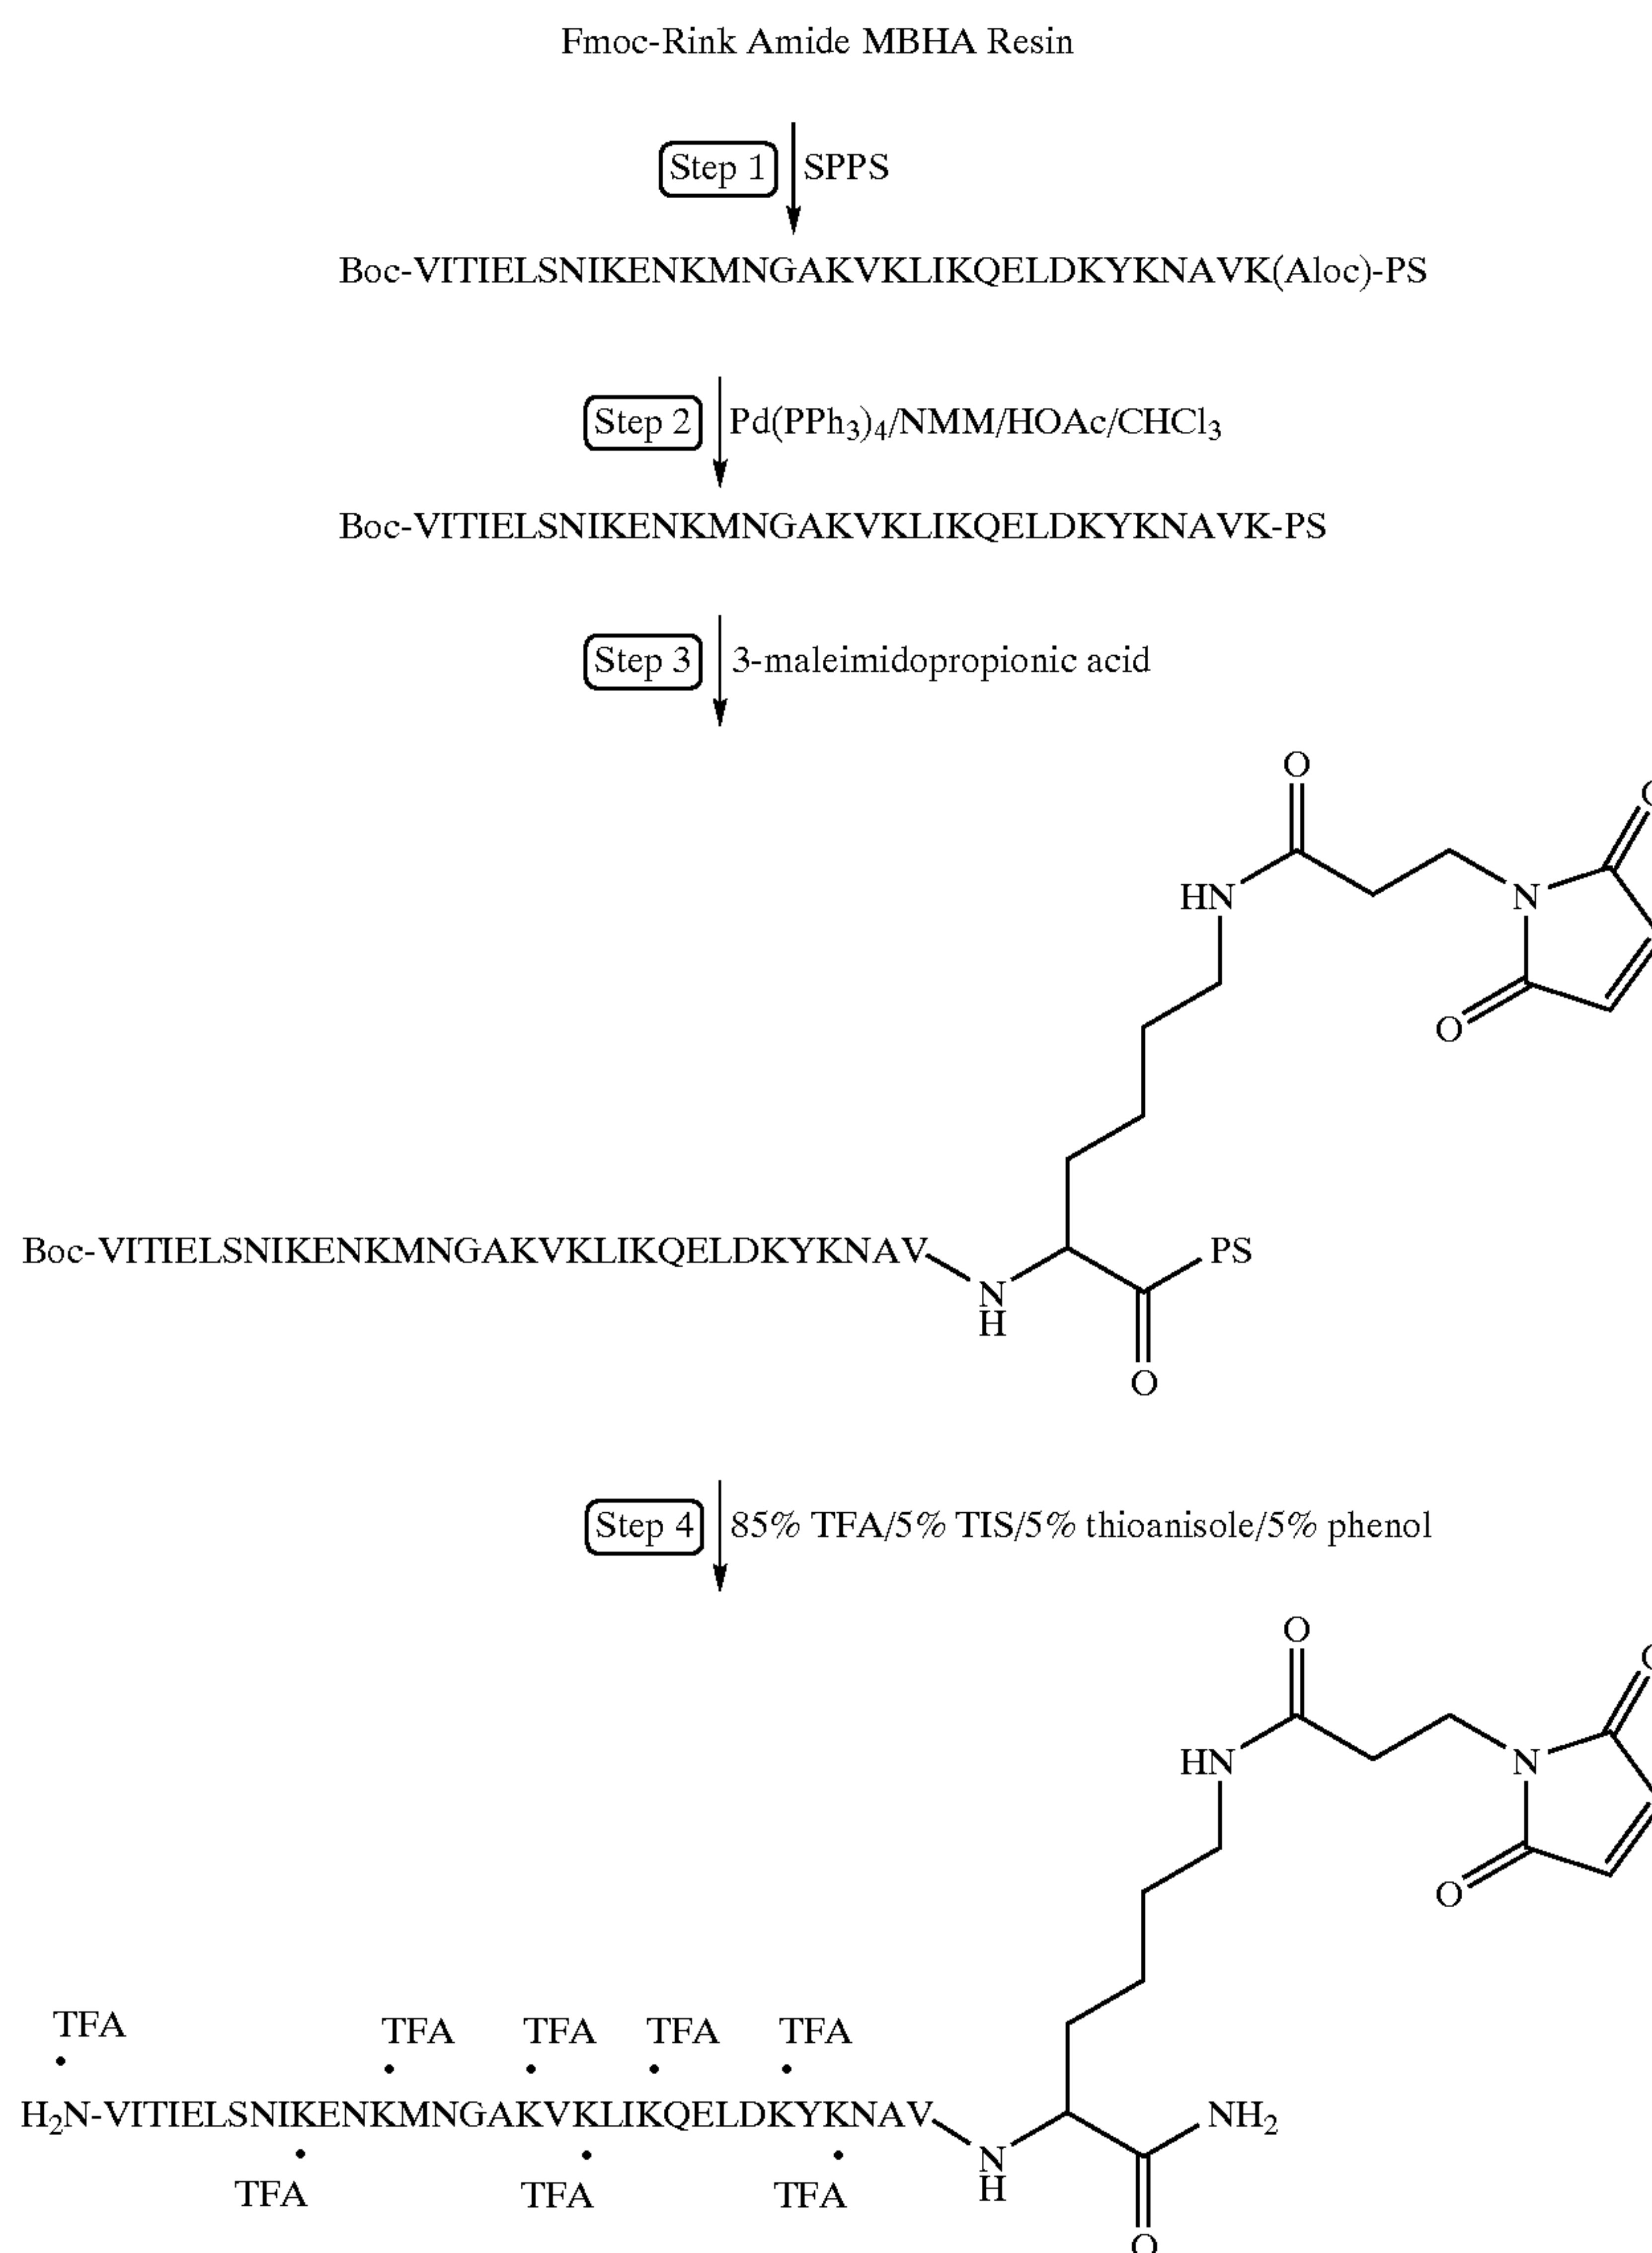 Fmoc-Rink Amide MBHA Resin
Step 1 SPPS
Boc-VITIELSNIKENKMNGAKVKLIKQELDKYKNAVK(Aloc)-PS
Step 2 Pd(PPh3)4/NMM/HOAc/CHCl3
Boc-VITIELSNIKENKMNGAKVKLIKQELDKYKNAVK-PS
Step 3 3-maleimidopropionic acid
O
O
HN N
O
Boc-VITIELSNIKENKMNGAKVKLIKQELDKYKNAV PS
N
H
O
Step 4 85% TFA/5% TIS/5% thioanisole/5% phenol
O
O
HN N
O
TFA TFA TFA TFA TFA
H2N-VITIELSNIKENKMNGAKVKLIKQELDKYKNAV NH2
N
H
TFA TFA TFA
O